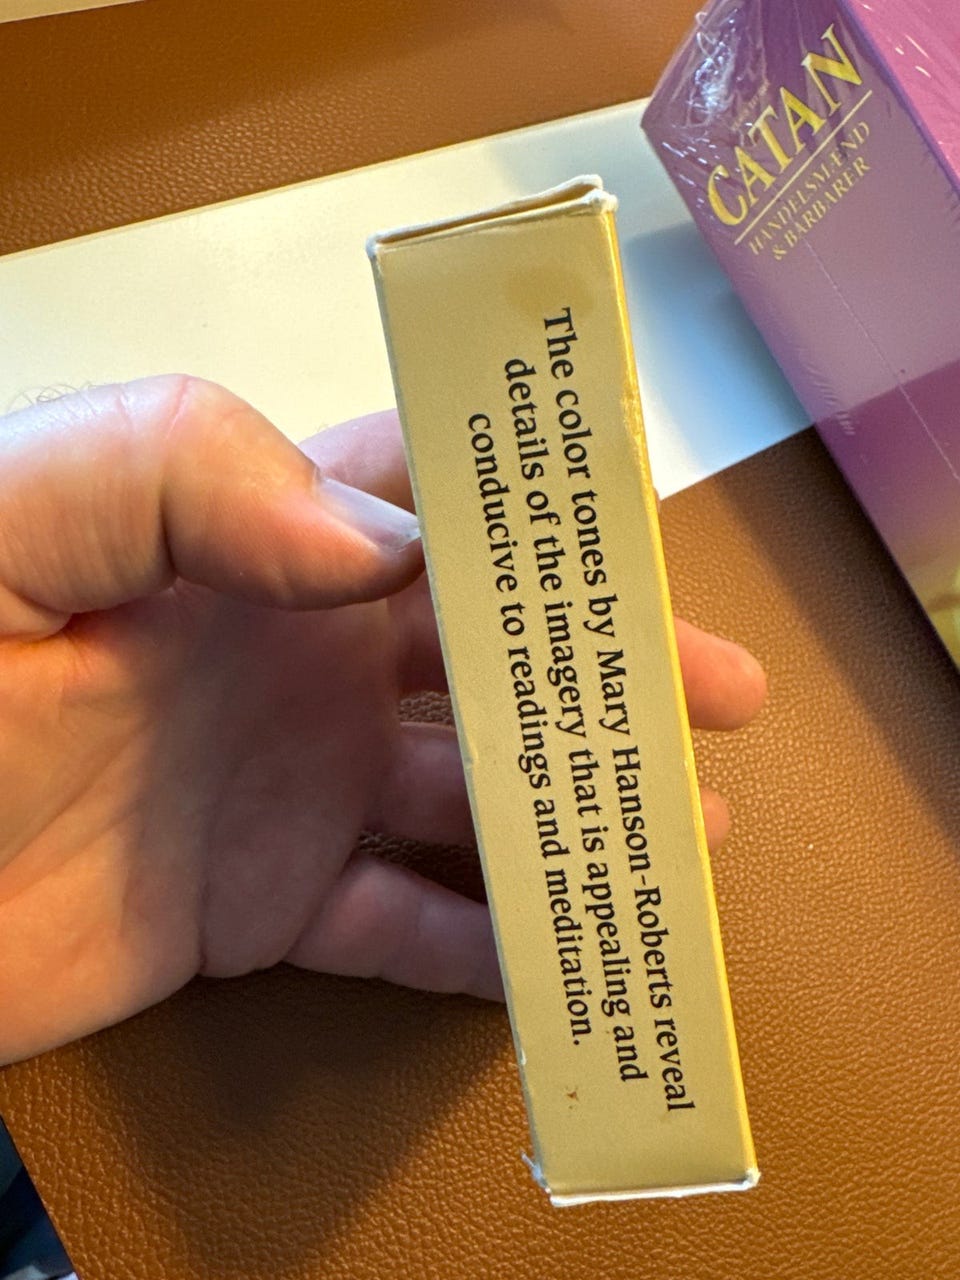 The color tones by Mary Hanson-Roberts reveal
details of the imagery that is appealing and
conducive to readings and meditation.
CATAN
HANDELSMÆND
& BARBARER